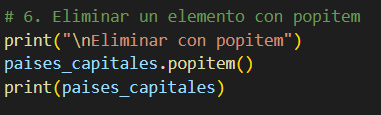 # 6. Eliminar un elemento con popitem
print("\nEliminar con popitem")
paises_capitales.popitem()
print(paises_capitales)